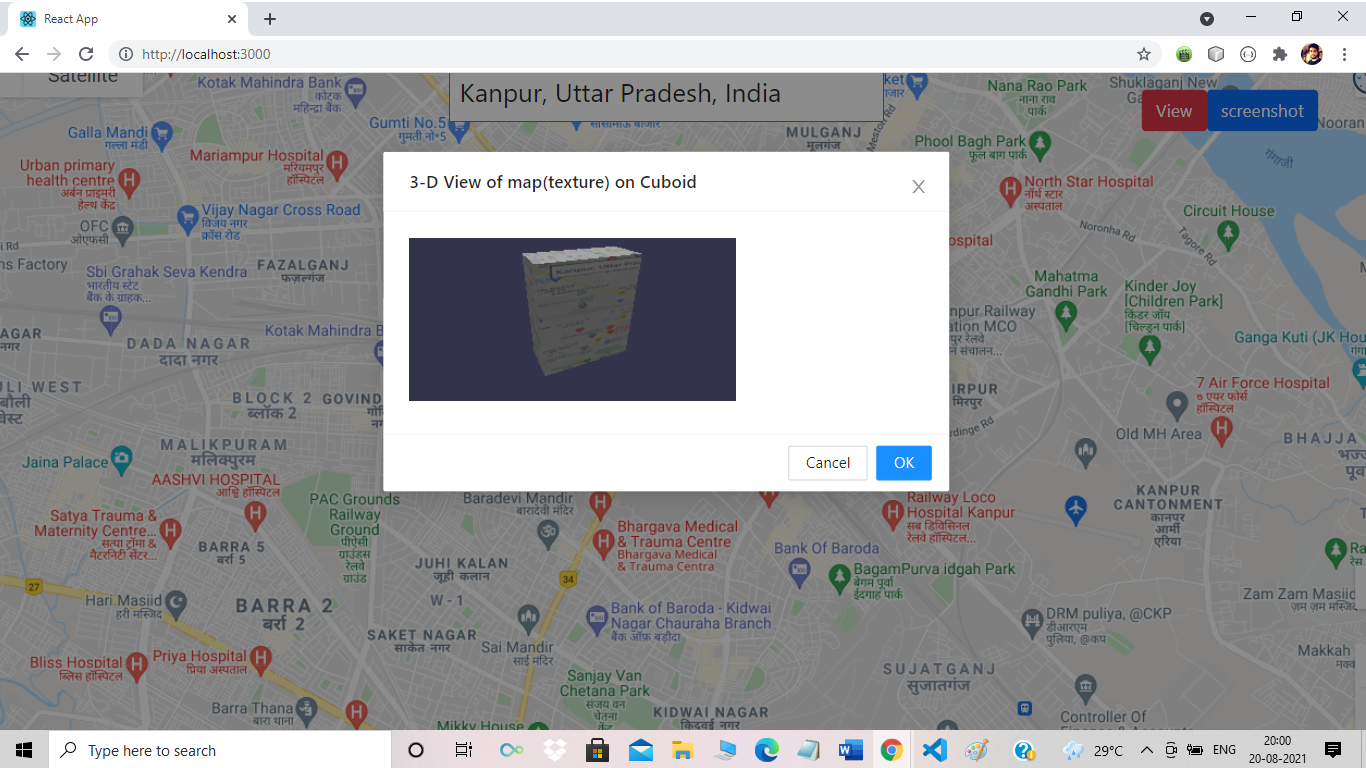 React App
http://localhost:3000
Satellite
Kanpur, Uttar Pradesh, India
View
screenshot
Kotak Mahindra Bank
कोटक
महिन्द्रा बैंक
Galla Mandi
गल्ला मंडी
Gumti No.5
गुमती नं॰5
Mariampur Hospital
मरियमपुर
हॉस्पिटल
Urban primary
health centre
अर्बन प्राइमरी
हेल्थ केंद्र
MULGANJ
मूलगंज
Meston Rd
Nana Rao Park
नाना राव
पार्क
Shuklaganj New
Phool Bagh Park
फूल बाग पार्क
Nooran
गंगाजी
North Star Hospital
नॉर्थ स्टार
अस्पताल
Circuit House
Noronha Rd
Tagore Rd
OFC
ओएफसी
Vijay Nagar Cross Road
विजय नगर
क्रॉस रोड
3-D View of map(texture) on Cuboid
Kanpur, Uttar Pra
Cancel
OK
ns Factory
Sbi Grahak Seva Kendra
भारतीय स्टेट
बैंक के ग्राहक...
FAZALGANJ
फज़लगंज
Kotak Mahindra B
DADA NAGAR
दादा नगर
Mahatma
Gandhi Park
Kinder Joy
[Children Park]
किंडर जॉय
[चिल्ड्रन पार्क]
npur Railway
ation MCO
Ganga Kuti (JK Hou
BLOCK 2
ब्लॉक 2
GOVIND
IRPUR
मिरपुर
7 Air Force Hospital
७ एयर फोर्स
हॉस्पिटल
Old MH Area
BHAJJA
MALIKPURAM
मलिक्पुरम
Jaina Palace
AASHVI HOSPITAL
आश्वि हॉस्पिटल
PAC Grounds
Railway
Ground
पीऐसी
ग्राउंड्स
रेलवे
ग्राउंड
Baradevi Mandir
बारादेवी मंदिर
Railway Loco
Hospital Kanpur
सब डिविसिनल
रेलवे हॉस्पिटल...
KANPUR
CANTONMENT
कानपुर
आर्मी
एरिया
Satya Trauma &
Maternity Centre...
सत्या ट्रॉमा &
मैटरनिटी सेंटर...
BARRA 5
बर्रा 5
Bhargava Medical
& Trauma Centre
Bhargava Medical
& Trauma Centra
Bank Of Baroda
JUHI KALAN
जूही कलान
BagamPurva idgah Park
बेगम पूर्वा
ईदगाह पार्क
27
34
Hari Masjid
हरी मस्जिद
BARRA 2
बर्रा 2
W - 1
Bank of Baroda - Kidwai
Nagar Chauraha Branch
बैंक ऑफ़ बड़ौदा
DRM puliya, @CKP
डीआरएम
पुलिया, @कप
Zam Zam Masjid
SAKET NAGAR
साकेत नगर
Sai Mandir
साई मंदिर
Makkah
Bliss Hospital
ब्लिस हॉस्पिटल
Priya Hospital
प्रिया अस्पताल
Sanjay Van
Chetana Park
संजय वन
चेतना
SUJATGANJ
सुजातगंज
Barra Thana
बारा थाना
KIDWAI NAGAR
किदवई नगर
Mikky House
Controller Of
Type here to search
29°C
ENG
20:00
20-08-2021